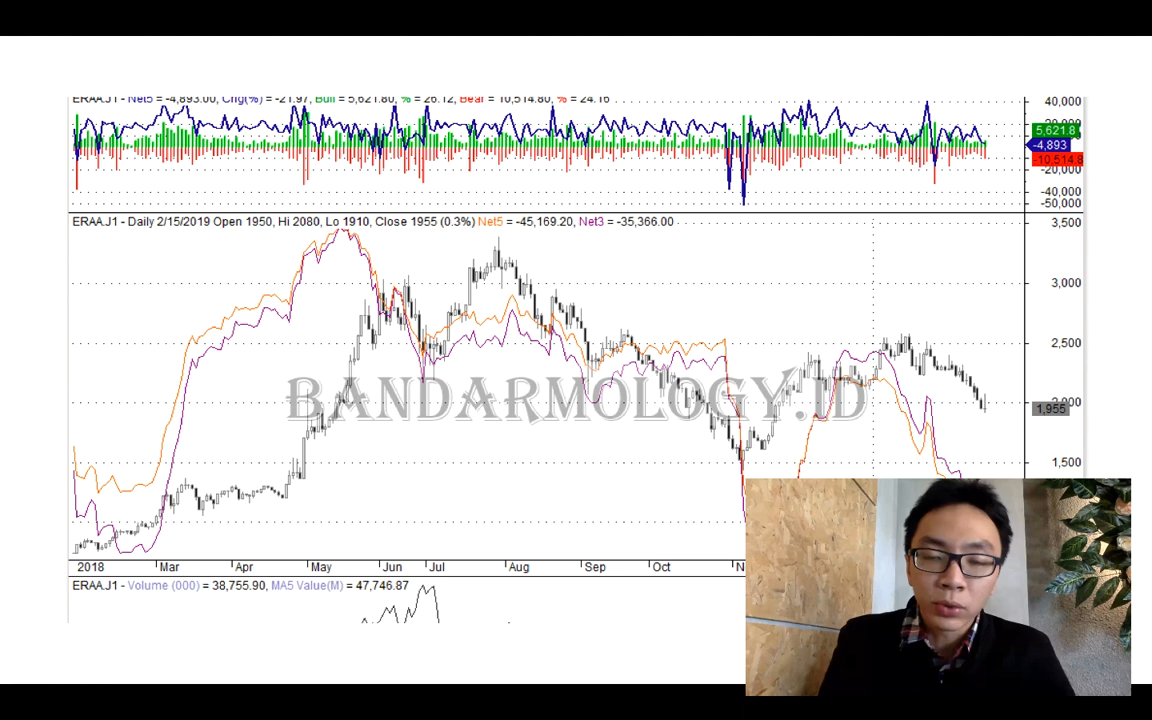 ERAA.J1 - Net5 = -4,893.00, Chg(%) = -21.97, Bull = 5,621.80, % = 26.12, Bear = 10,514.80, % = 24.16
40,000
20,000
5,621.8
-4,893
-10,514.8
-20,000
-40,000
-50,000
ERAA.J1 - Daily 2/15/2019 Open 1950, Hi 2080, Lo 1910, Close 1955 (0.3%) Net5 = -45,169.20, Net3 = -35,366.00
3,500
3,000
2,500
2,000
1,955
1,500
BANDARMOLOGY.ID
2018 Mar Apr May Jun Jul Aug Sep Oct N
ERAA.J1 - Volume (000) = 38,755.90, MA5 Value(M) = 47,746.87